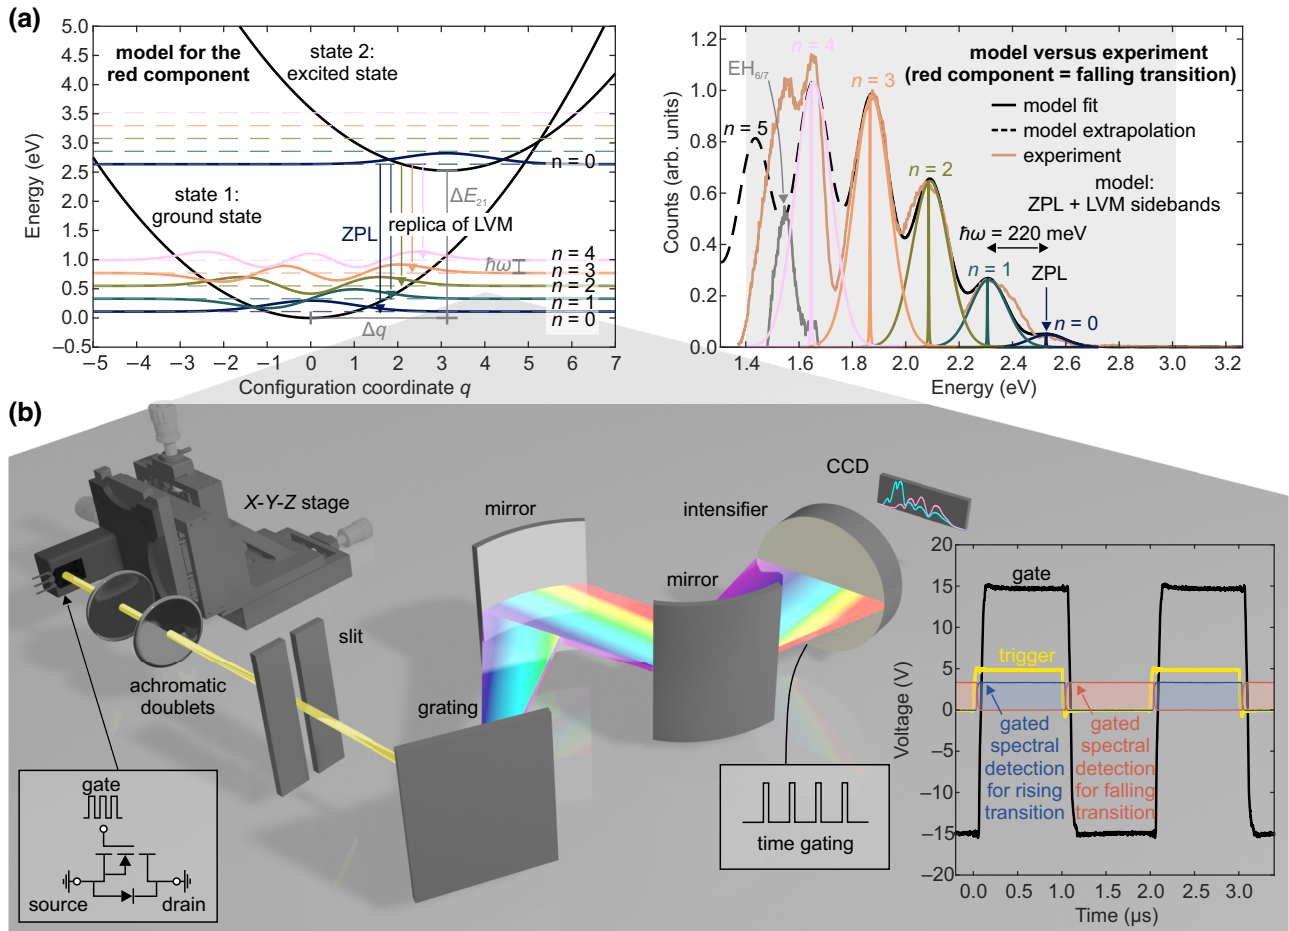 (a)
5.0
4.5
4.0
3.5
3.0
2.5
2.0
1.5
1.0
0.5
0.0
−0.5
Energy (eV)
model for the
red component
state 2:
excited state
state 1:
ground state
n = 0
ΔE21
ZPL
replica of LVM
ħω
n = 4
n = 3
n = 2
n = 1
n = 0
Δq
−5 −4 −3 −2 −1 0 1 2 3 4 5 6 7
Configuration coordinate q
1.2
1.0
0.8
0.6
0.4
0.2
0.0
Counts (arb. units)
n = 4
EH6/7
n = 3
n = 5
n = 2
model versus experiment
(red component = falling transition)
model fit
model extrapolation
experiment
model:
ZPL + LVM sidebands
ħω = 220 meV
n = 1
ZPL
n = 0
1.4 1.6 1.8 2.0 2.2 2.4 2.6 2.8 3.0 3.2
Energy (eV)
(b)
X-Y-Z stage
mirror
intensifier
CCD
mirror
slit
achromatic
doublets
grating
gate
source
drain
time gating
20
15
10
5
0
−5
−10
−15
−20
Voltage (V)
gate
trigger
gated
spectral
detection
for rising
transition
gated
spectral
detection
for falling
transition
0.0 0.5 1.0 1.5 2.0 2.5 3.0
Time (μs)